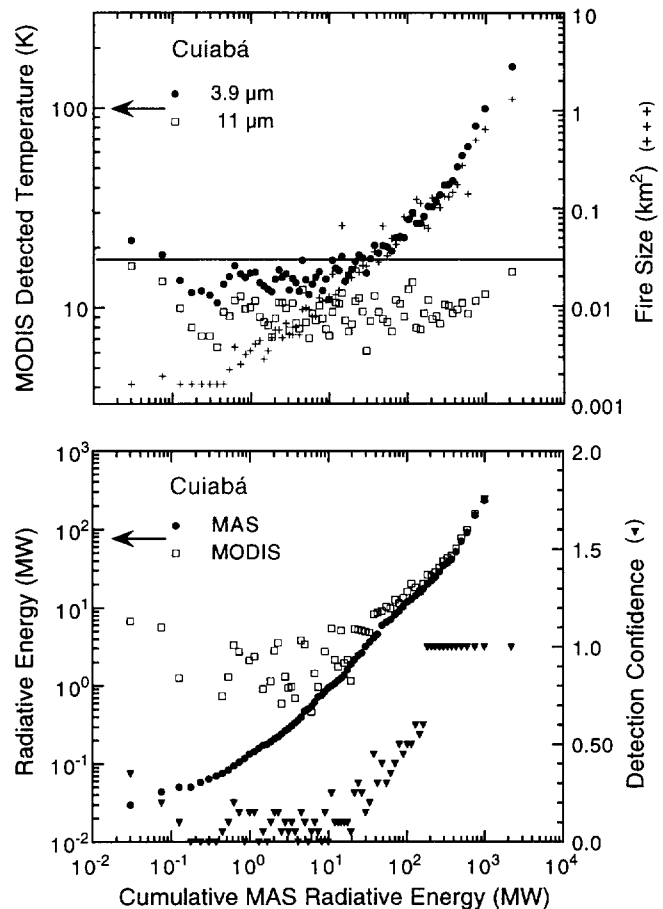 Cuíabá
● 3.9 µm
□ 11 µm
MODIS Detected Temperature (K)
100
10
Fire Size (km²) (+++)
10
1
0.1
0.01
0.001
Cuiabá
● MAS
□ MODIS
Radiative Energy (MW)
10³
10²
10¹
10⁰
10⁻¹
10⁻²
Detection Confidence (▼)
2.0
1.5
1.0
0.50
0.0
10⁻² 10⁻¹ 10⁰ 10¹ 10² 10³ 10⁴
Cumulative MAS Radiative Energy (MW)